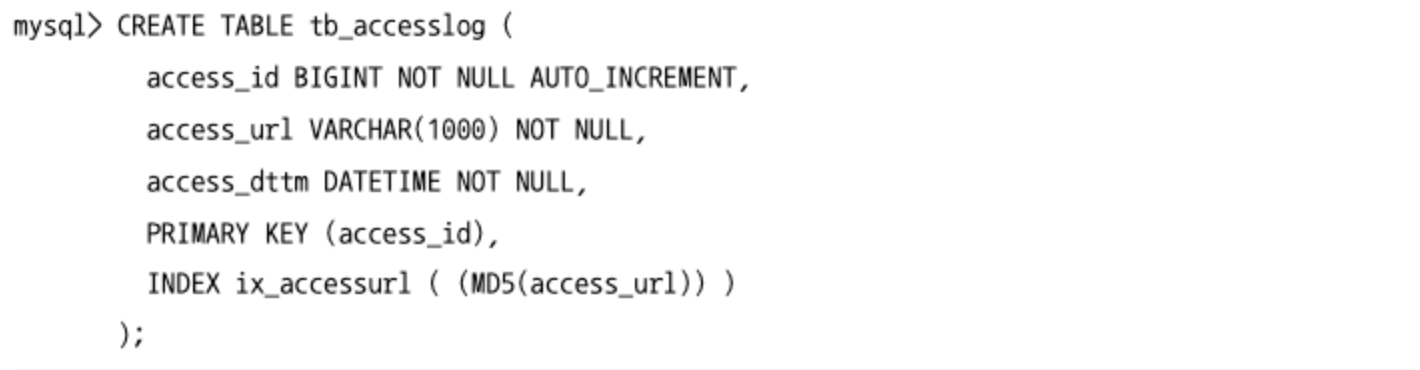 mysql> CREATE TABLE tb_accesslog (
access_id BIGINT NOT NULL AUTO_INCREMENT,
access_url VARCHAR(1000) NOT NULL,
access_dttm DATETIME NOT NULL,
PRIMARY KEY (access_id),
INDEX ix_accessurl ( (MD5(access_url)) )
);